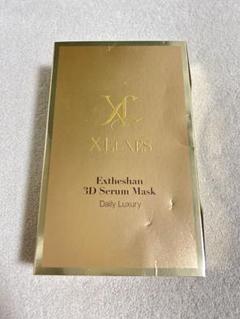 XLUXES
Extheshan
3D Serum Mask
Daily Luxury